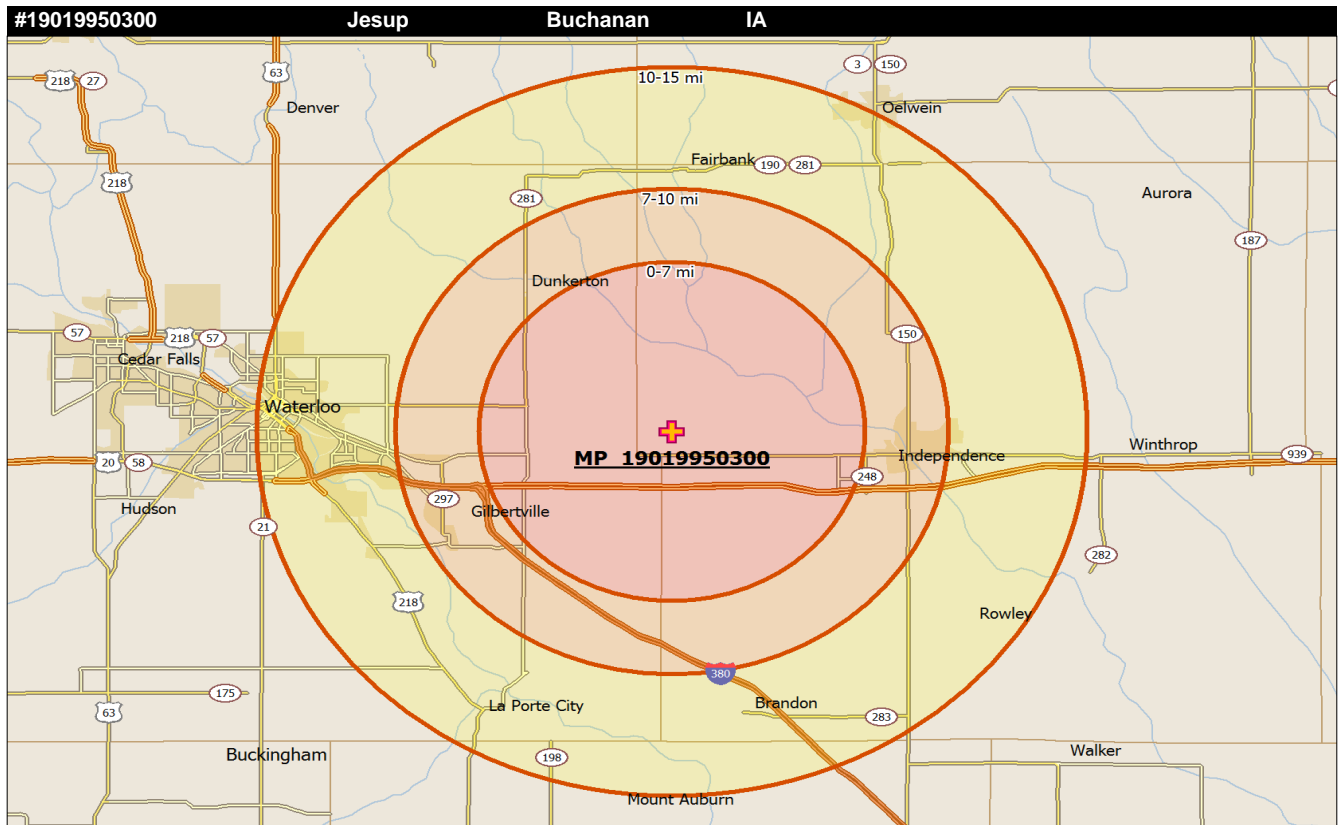 #19019950300 Jesup Buchanan IA
10-15 mi
3 150
63
218 27
Denver
Oelwein
Fairbank 190 281
218
281
7-10 mi
Aurora
187
0-7 mi
Dunkerton
57 218 57
150
Cedar Falls
Waterloo
MP 19019950300
Independence
Winthrop
939
20 58
248
297
Hudson
Gilbertville
21
282
218
Rowley
380
175
La Porte City
Brandon
283
63
Buckingham
198
Walker
Mount Auburn